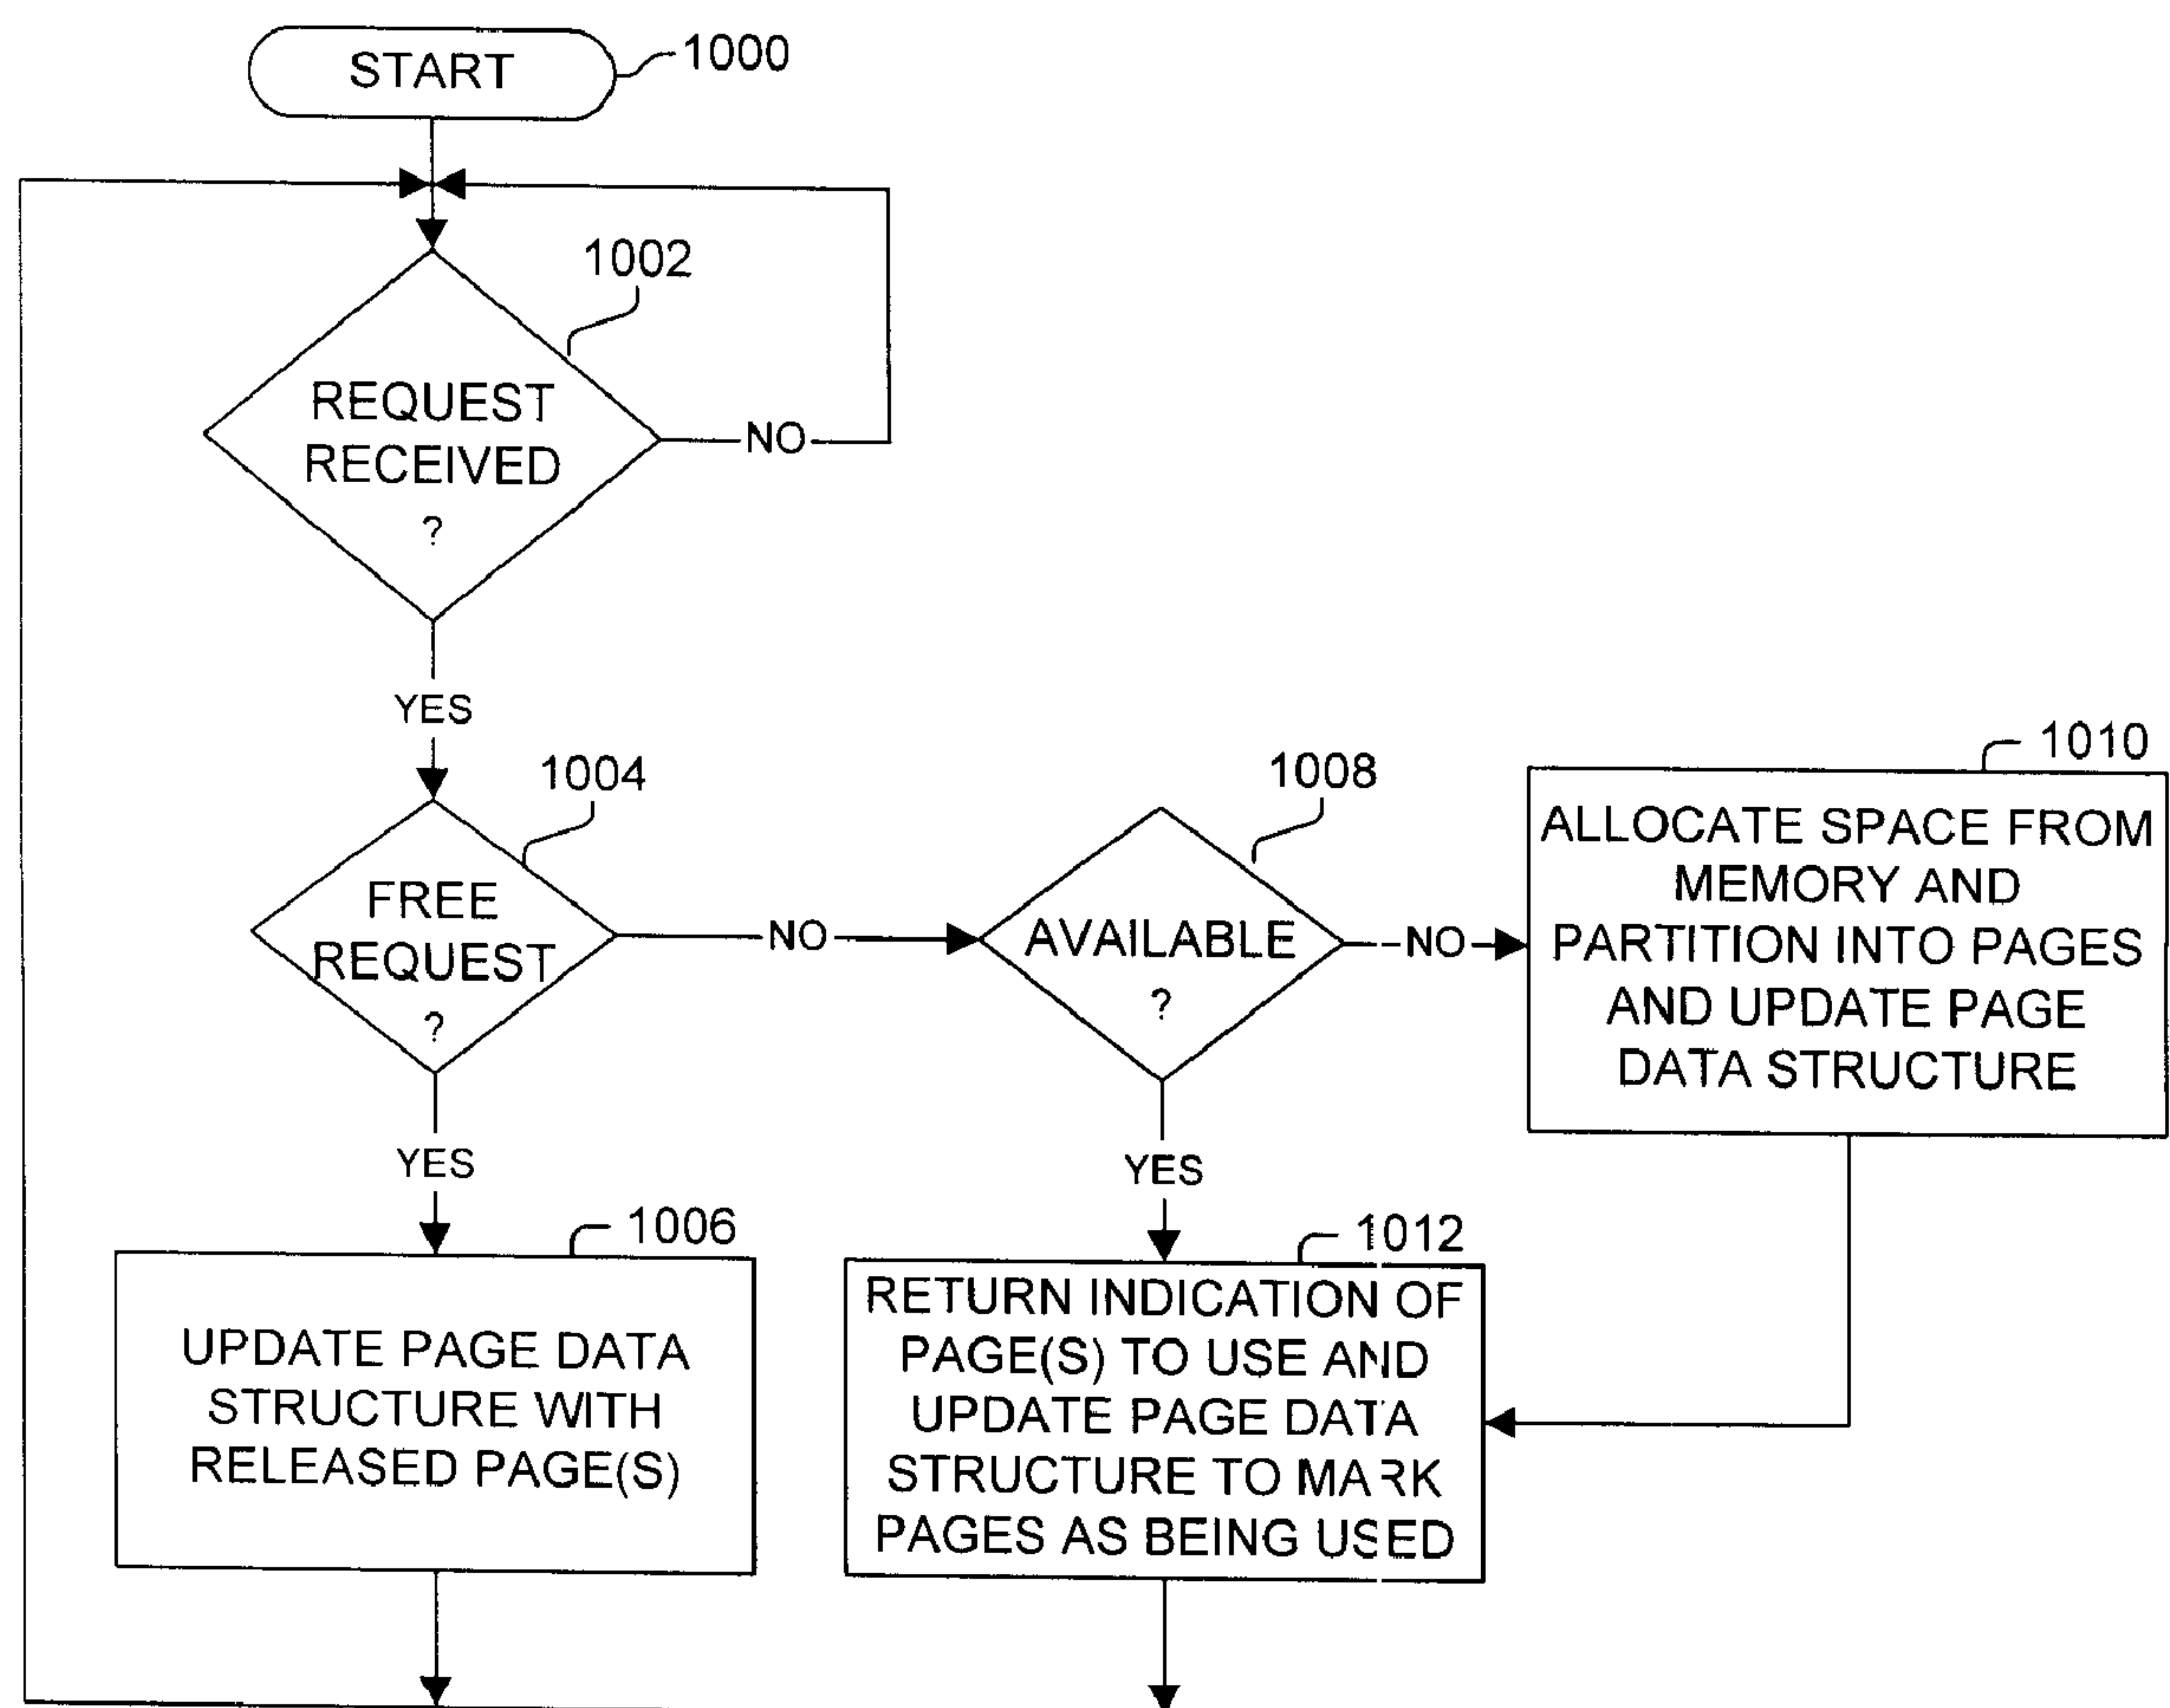 START
1000
1002
REQUEST
RECEIVED
?
NO
YES
1004
FREE
REQUEST
?
NO
1008
AVAILABLE
?
NO
1010
ALLOCATE SPACE FROM
MEMORY AND
PARTITION INTO PAGES
AND UPDATE PAGE
DATA STRUCTURE
YES
YES
1006
UPDATE PAGE DATA
STRUCTURE WITH
RELEASED PAGE(S)
1012
RETURN INDICATION OF
PAGE(S) TO USE AND
UPDATE PAGE DATA
STRUCTURE TO MARK
PAGES AS BEING USED